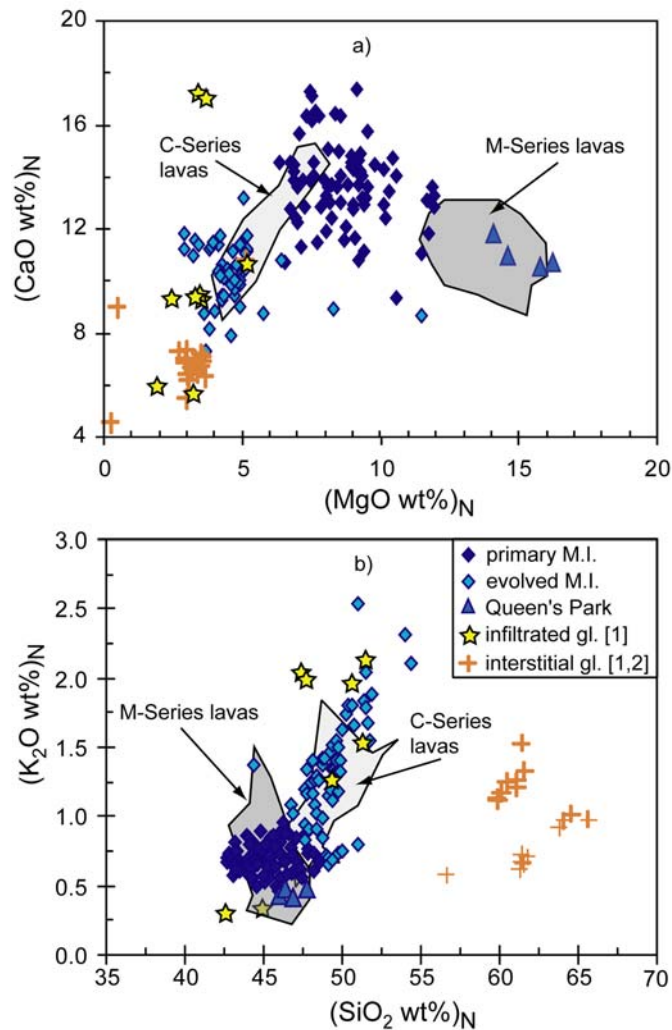 20
a)
16
C-Series
lavas
M-Series lavas
12
8
4
(CaO wt%)N
0 5 10 15 20
(MgO wt%)N
3.0
b)
primary M.I.
evolved M.I.
Queen's Park
infiltrated gl. [1]
interstitial gl. [1,2]
2.5
2.0
M-Series lavas
C-Series
lavas
1.5
1.0
0.5
0.0
(K2O wt%)N
35 40 45 50 55 60 65 70
(SiO2 wt%)N